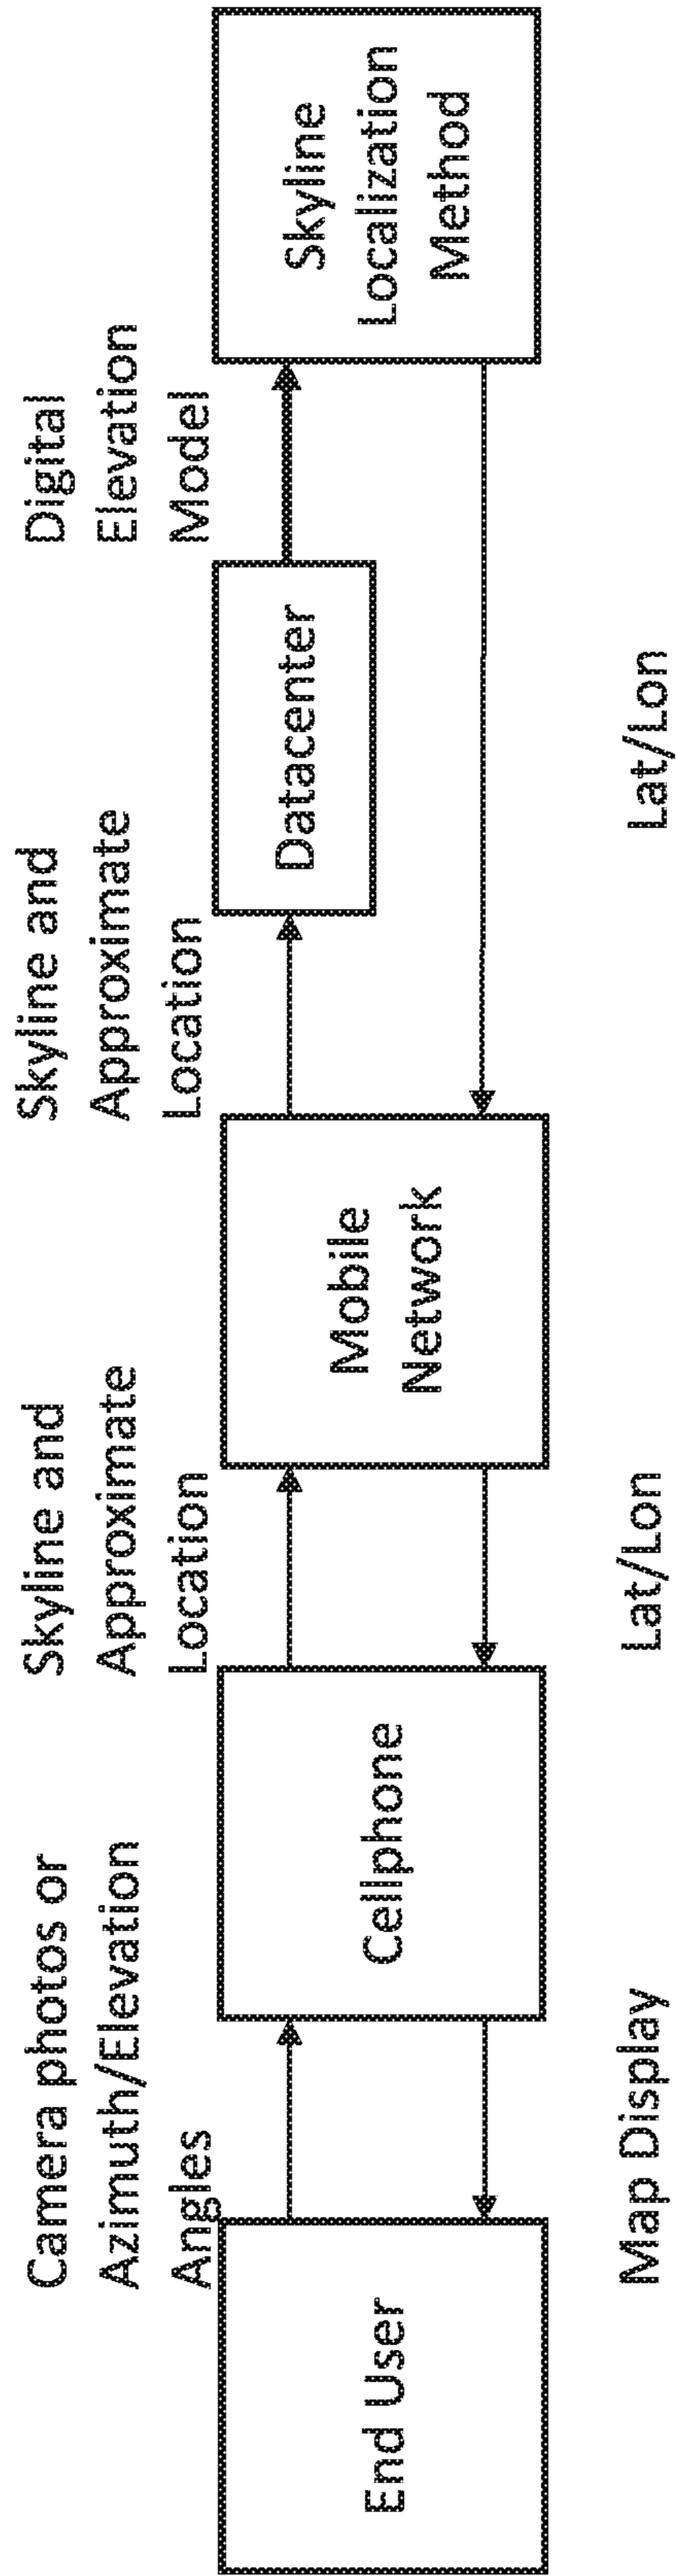 Camera photos or
Azimuth/Elevation
Angles
Skyline and
Approximate
Location
Skyline and
Approximate
Location
Digital
Elevation
Model
End User
Cellphone
Mobile
Network
Datacenter
Skyline
Localization
Method
Map Display
Lat/Lon
Lat/Lon